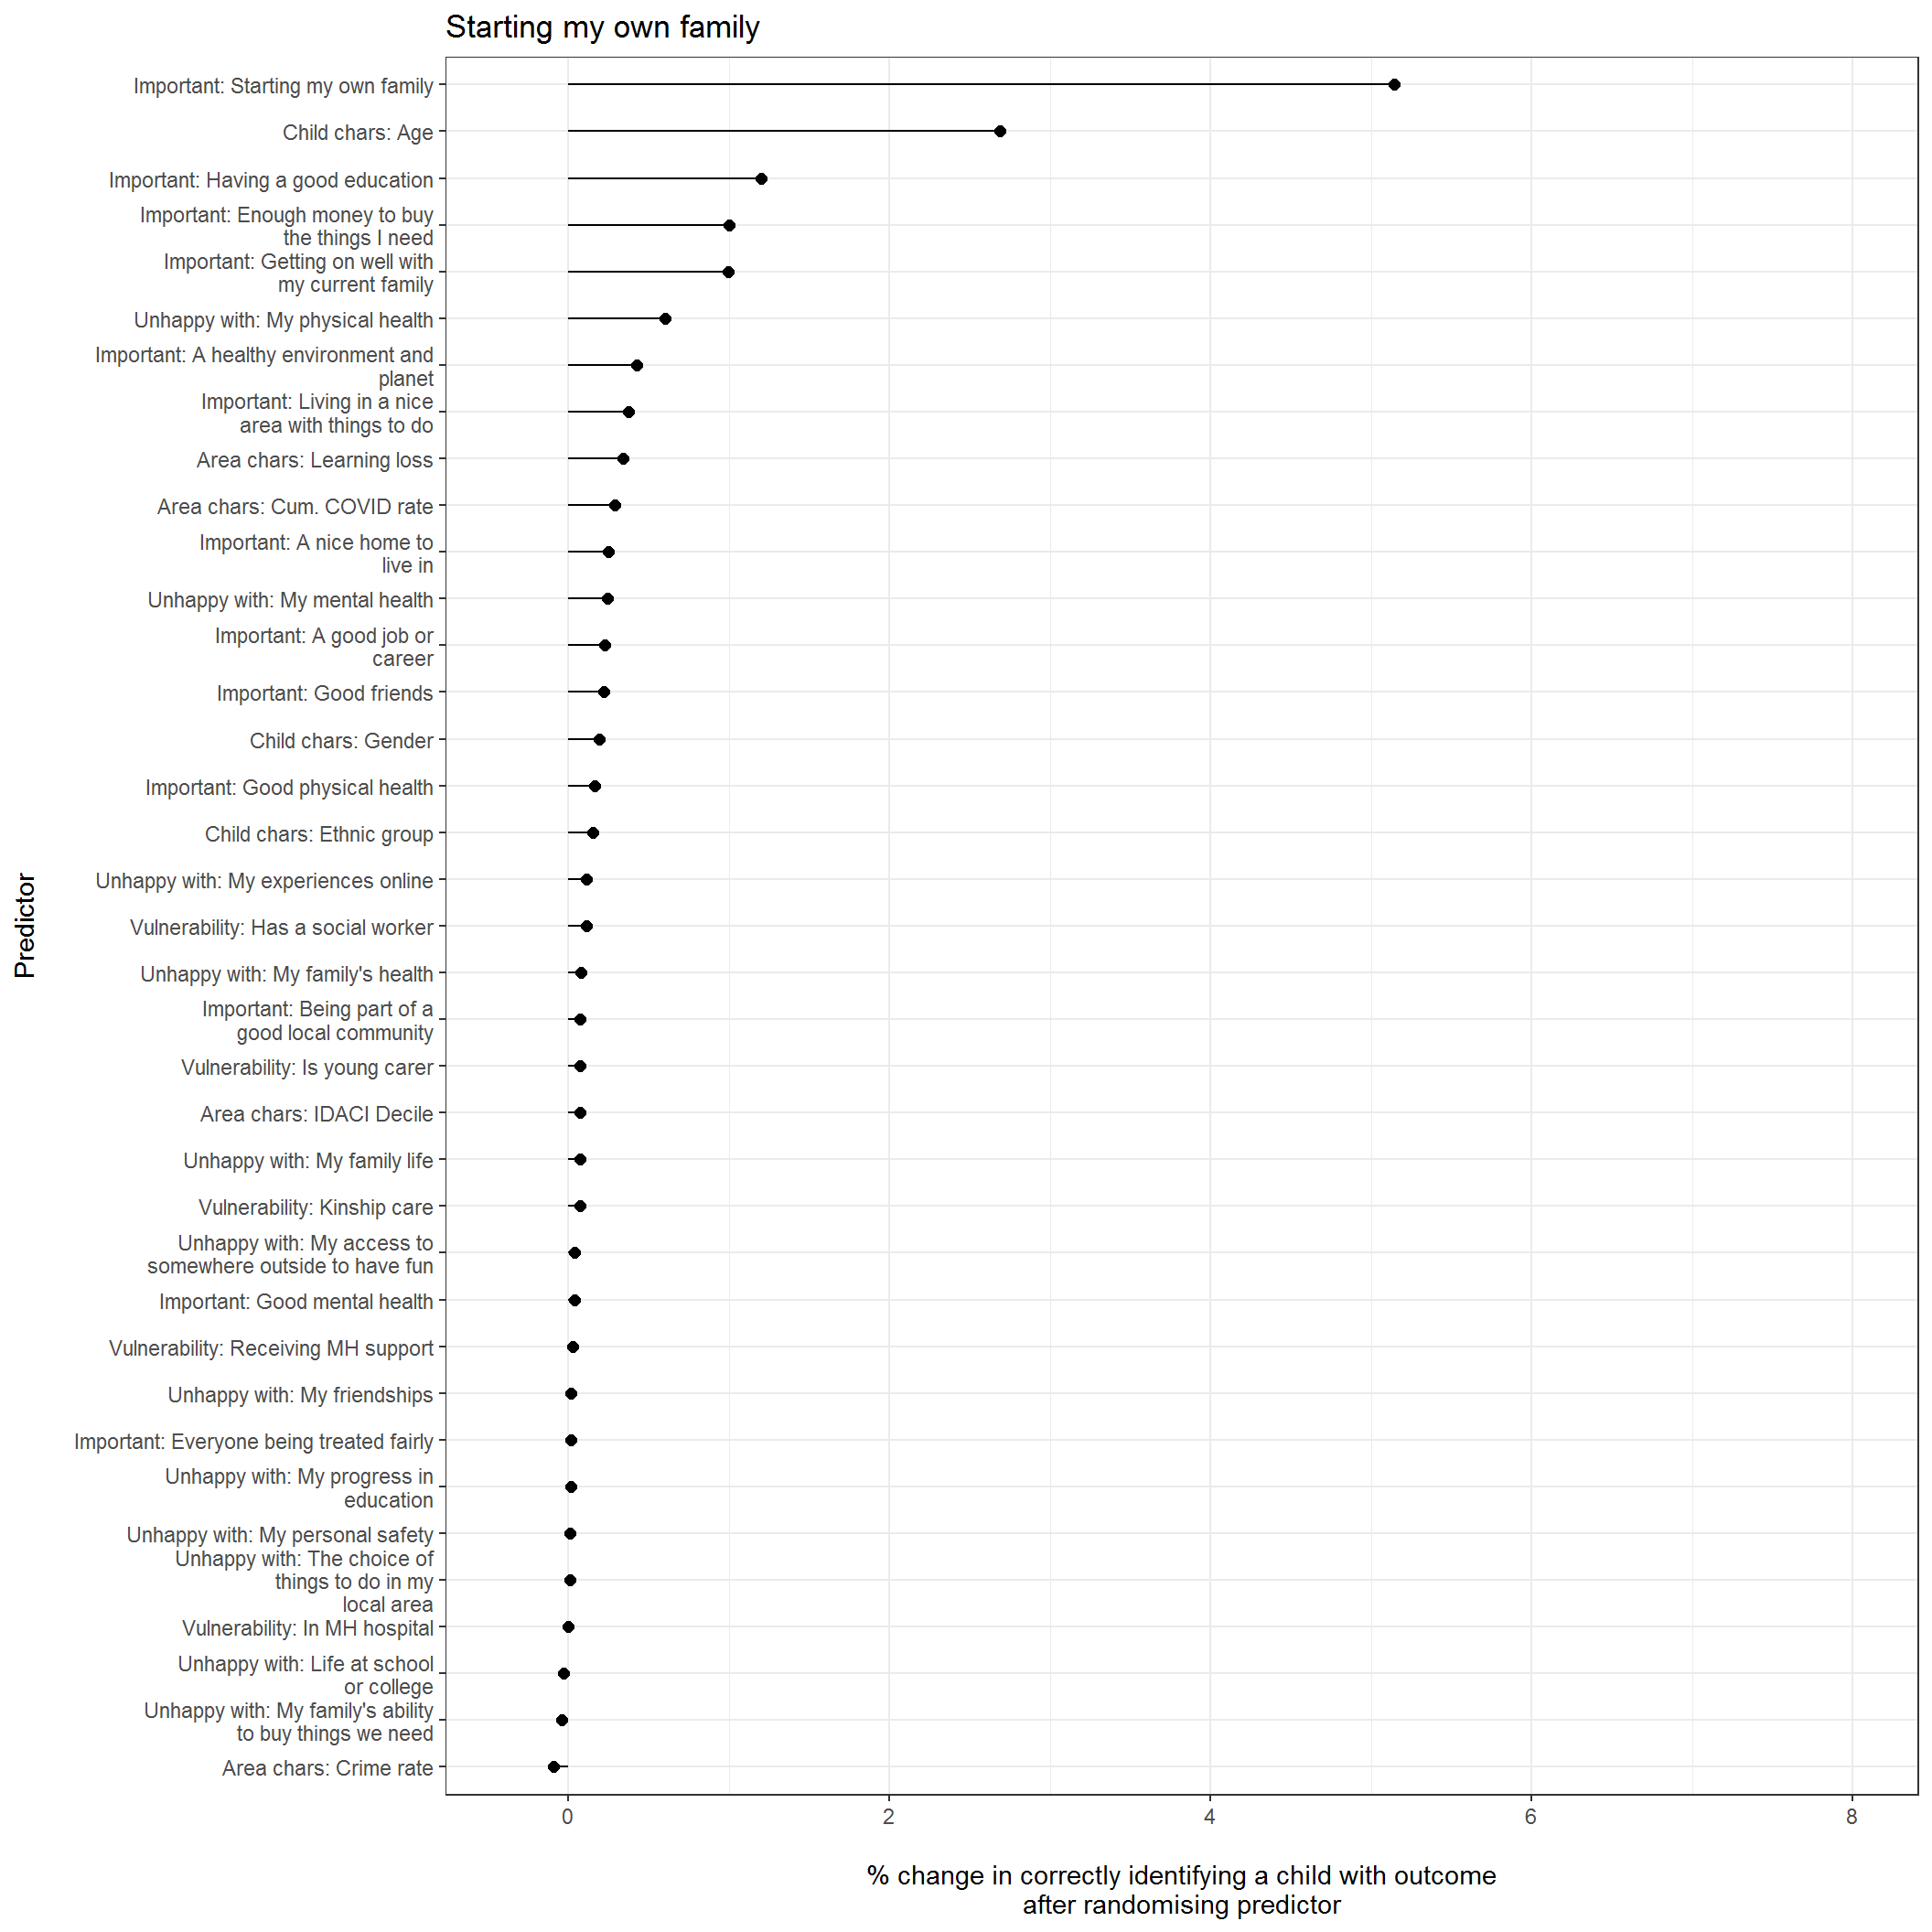 Starting my own family
Important: Starting my own family
Child chars: Age
Important: Having a good education
Important: Enough money to buy
the things I need
Important: Getting on well with
my current family
Unhappy with: My physical health
Important: A healthy environment and
planet
Important: Living in a nice
area with things to do
Area chars: Learning loss
Area chars: Cum. COVID rate
Important: A nice home to
live in
Unhappy with: My mental health
Important: A good job or
career
Important: Good friends
Child chars: Gender
Important: Good physical health
Child chars: Ethnic group
Unhappy with: My experiences online
Vulnerability: Has a social worker
Unhappy with: My family's health
Important: Being part of a
good local community
Vulnerability: Is young carer
Area chars: IDACI Decile
Unhappy with: My family life
Vulnerability: Kinship care
Unhappy with: My access to
somewhere outside to have fun
Important: Good mental health
Vulnerability: Receiving MH support
Unhappy with: My friendships
Important: Everyone being treated fairly
Unhappy with: My progress in
education
Unhappy with: My personal safety
Unhappy with: The choice of
things to do in my
local area
Vulnerability: In MH hospital
Unhappy with: Life at school
or college
Unhappy with: My family's ability
to buy things we need
Area chars: Crime rate
Predictor
0 2 4 6 8
% change in correctly identifying a child with outcome
after randomising predictor